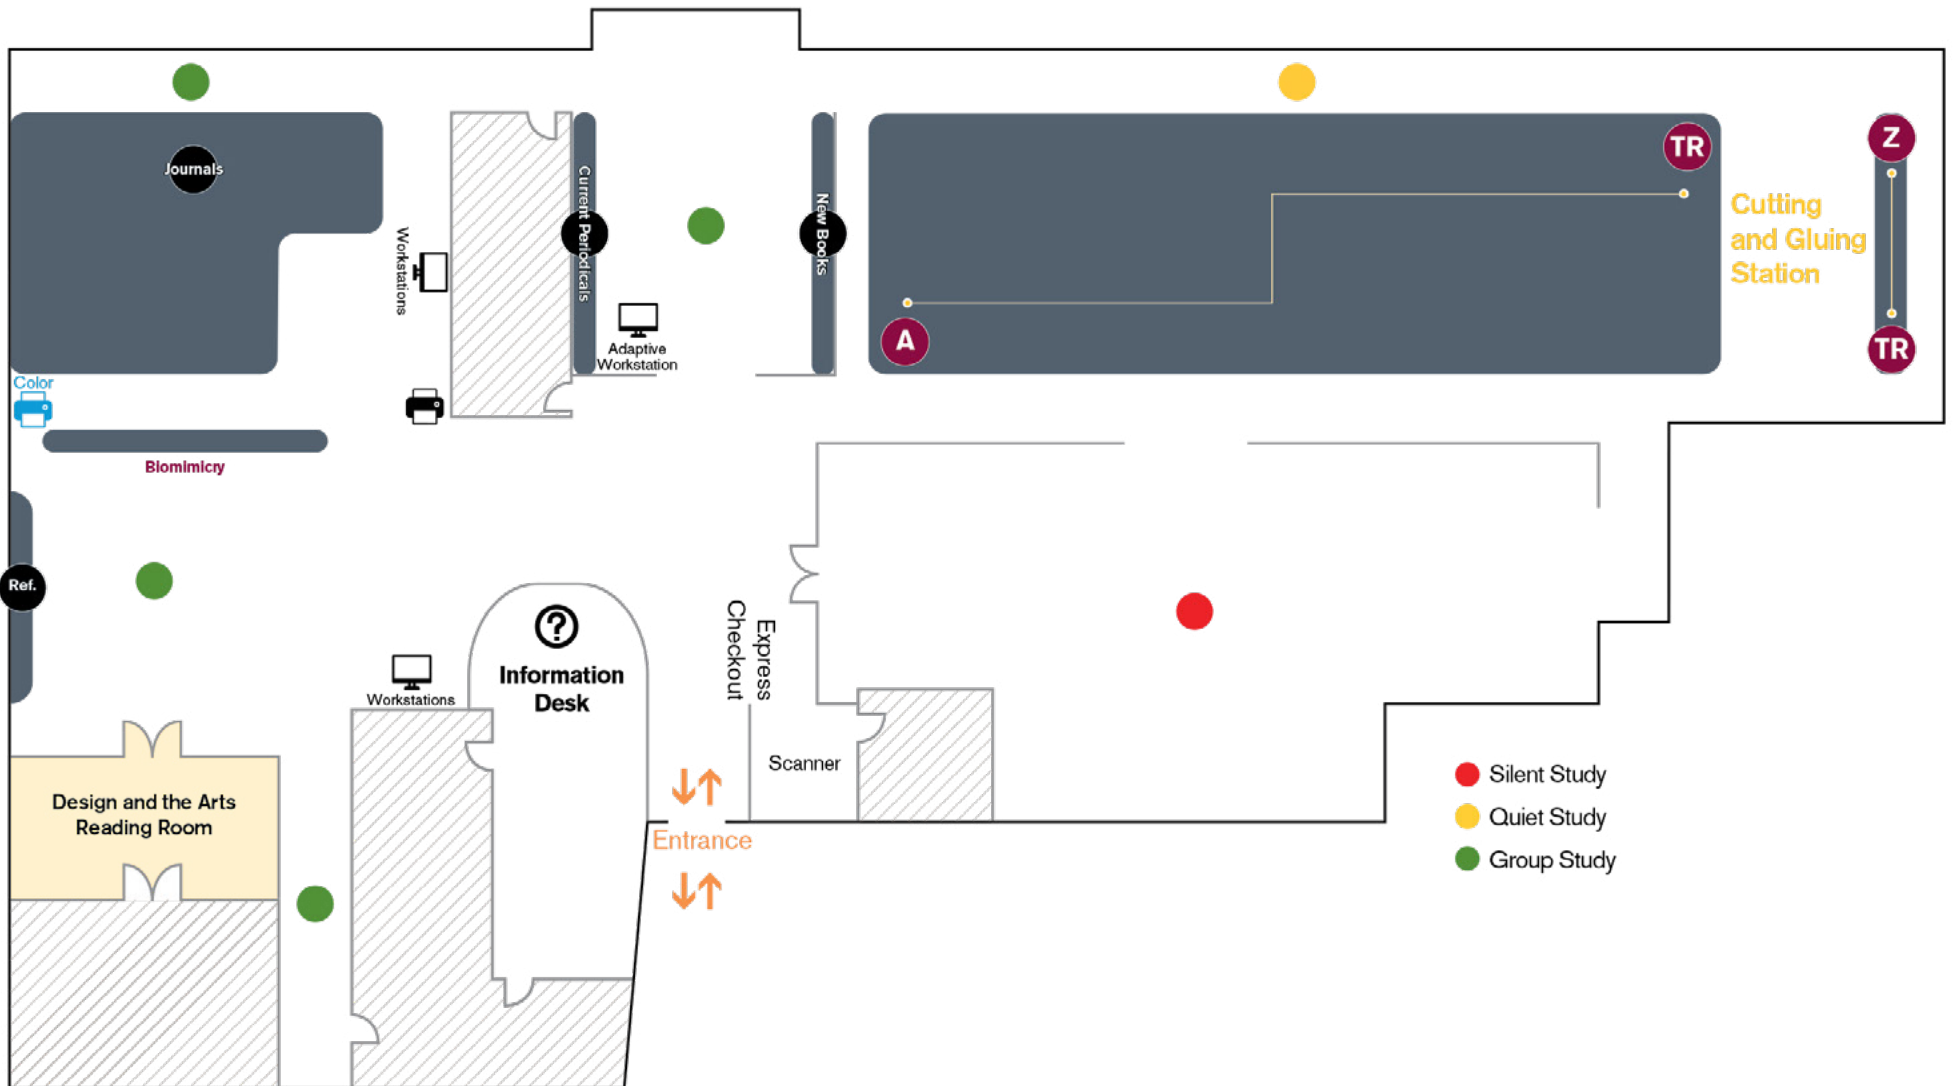 Journals
Workstations
Current Periodicals
Adaptive
Workstation
New Books
TR
A
Cutting
and Gluing
Station
Z
TR
Color
Biomimicry
Ref.
Workstations
?
Information
Desk
Express
Checkout
Scanner
Entrance
Design and the Arts
Reading Room
Silent Study
Quiet Study
Group Study